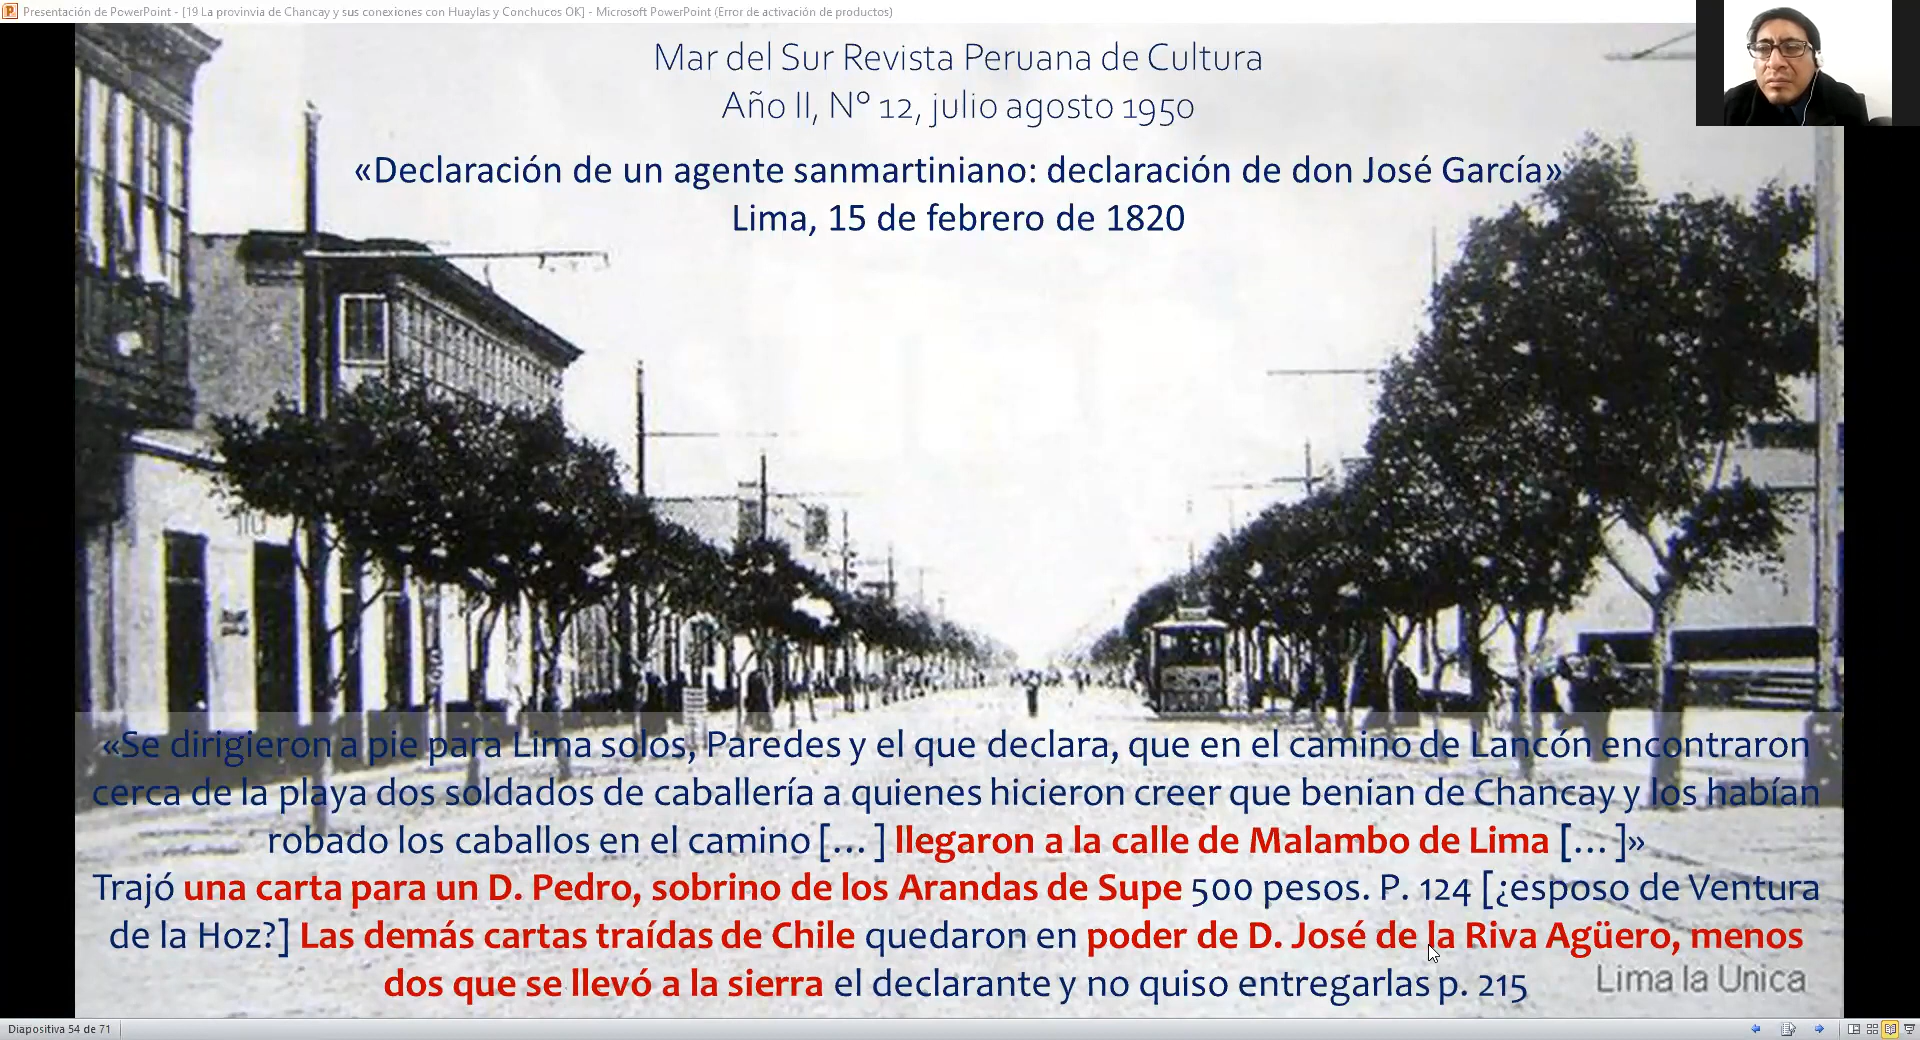 Presentación de PowerPoint - [19 La provinvia de Chancay y sus conexiones con Huaylas y Conchucos OK] - Microsoft PowerPoint (Error de activación de productos)
Mar del Sur Revista Peruana de Cultura
Año II, N° 12, julio agosto 1950
«Declaración de un agente sanmartiniano: declaración de don José García»
Lima, 15 de febrero de 1820
«Se dirigieron a pie para Lima solos, Paredes y el que declara, que en el camino de Lancón encontraron
cerca de la playa dos soldados de caballería a quienes hicieron creer que benian de Chancay y los habían
robado los caballos en el camino [... ] llegaron a la calle de Malambo de Lima [... ]»
Trajó una carta para un D. Pedro, sobrino de los Arandas de Supe 500 pesos. P. 124 [¿esposo de Ventura
de la Hoz?] Las demás cartas traídas de Chile quedaron en poder de D. José de la Riva Agüero, menos
dos que se llevó a la sierra el declarante y no quiso entregarlas p. 215
Lima la Unica
Diapositiva 54 de 71